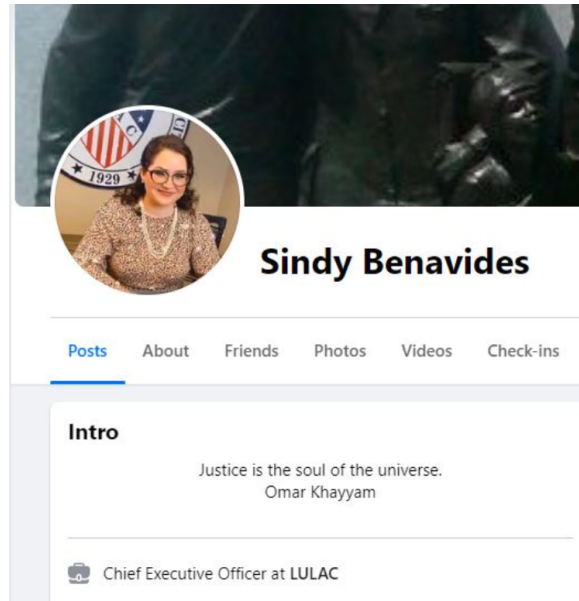 1929
Sindy Benavides
Posts About Friends Photos Videos Check-ins
Intro
Justice is the soul of the universe.
Omar Khayyam
Chief Executive Officer at LULAC